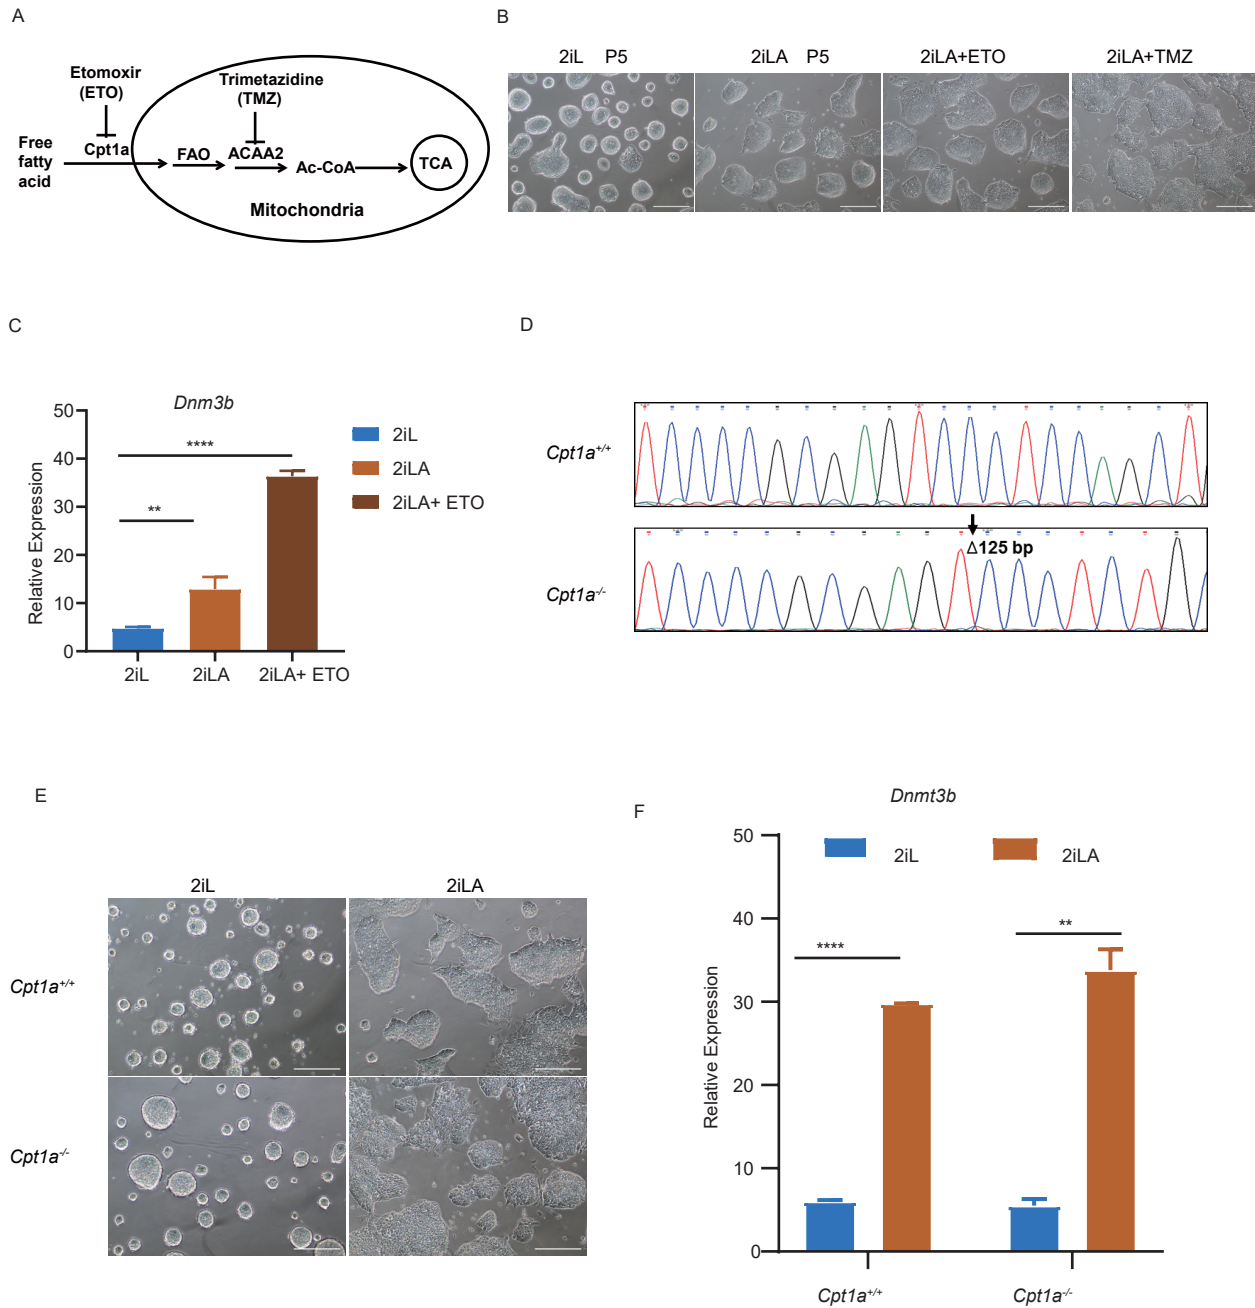 A
Etomoxir
(ETO)
Trimetazidine
(TMZ)
Free
fatty
acid
Cpt1a
FAO
ACAA2
Ac-CoA
TCA
Mitochondria
B
2iL P5
2iLA P5
2iLA+ETO
2iLA+TMZ
C
Dnm3b
Relative Expression
50
40
30
20
10
0
****
**
2iL
2iLA
2iLA+ ETO
2iL
2iLA
2iLA+ ETO
D
Cpt1a+/+
Δ125 bp
Cpt1a-/-
E
2iL
2iLA
Cpt1a+/+
Cpt1a-/-
F
Dnmt3b
2iL
2iLA
Relative Expression
50
40
30
20
10
0
****
**
Cpt1a+/+
Cpt1a-/-